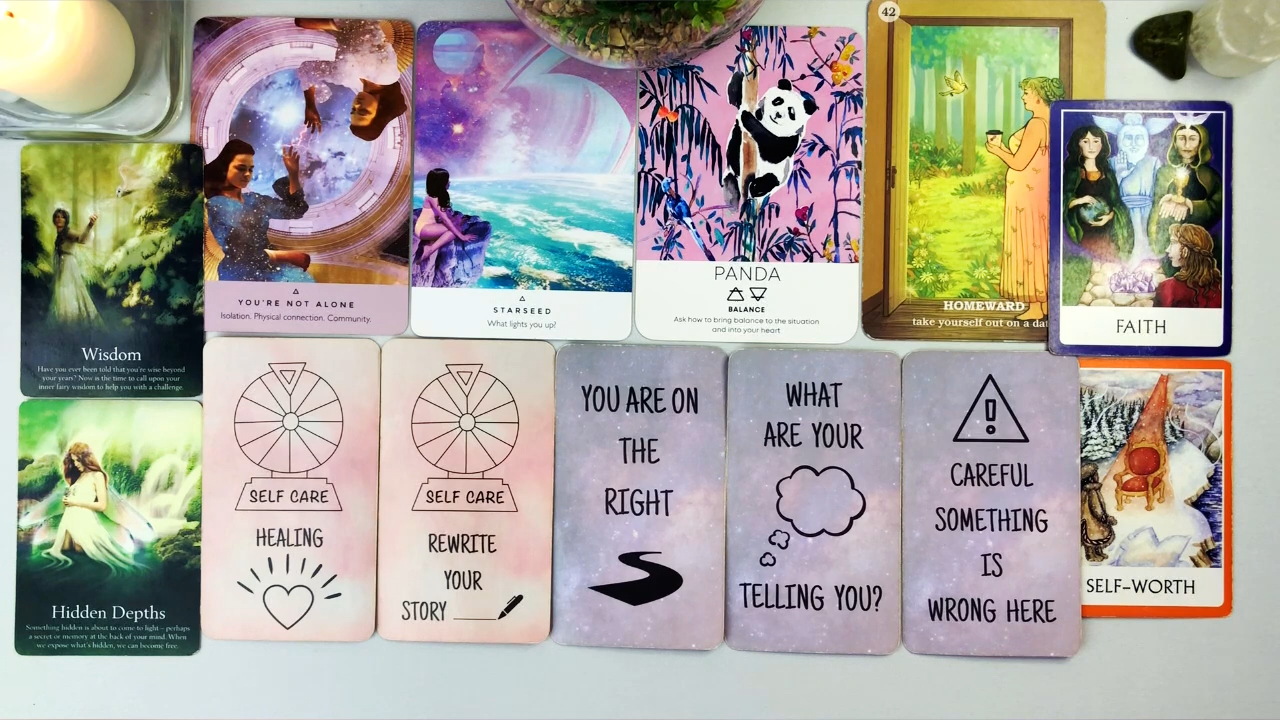 YOU'RE NOT ALONE
Isolation. Physical connection. Community.
STARSEED
What lights you up?
PANDA
BALANCE
Ask how to bring balance to the situation
and into your heart
42
HOMEWARD
take yourself out on a dat
FAITH
Wisdom
Have you ever been told that you're wise beyond
your years? Now is the time to call upon your
inner fairy wisdom to help you with a challenge.
Hidden Depths
Something hidden is about to come to light – perhaps
a secret or memory at the back of your mind. When
we expose what's hidden, we can become free.
SELF CARE
HEALING
SELF CARE
REWRITE
YOUR
STORY
YOU ARE ON
THE
RIGHT
WHAT
ARE YOUR
TELLING YOU?
!
CAREFUL
SOMETHING
IS
WRONG HERE
SELF-WORTH